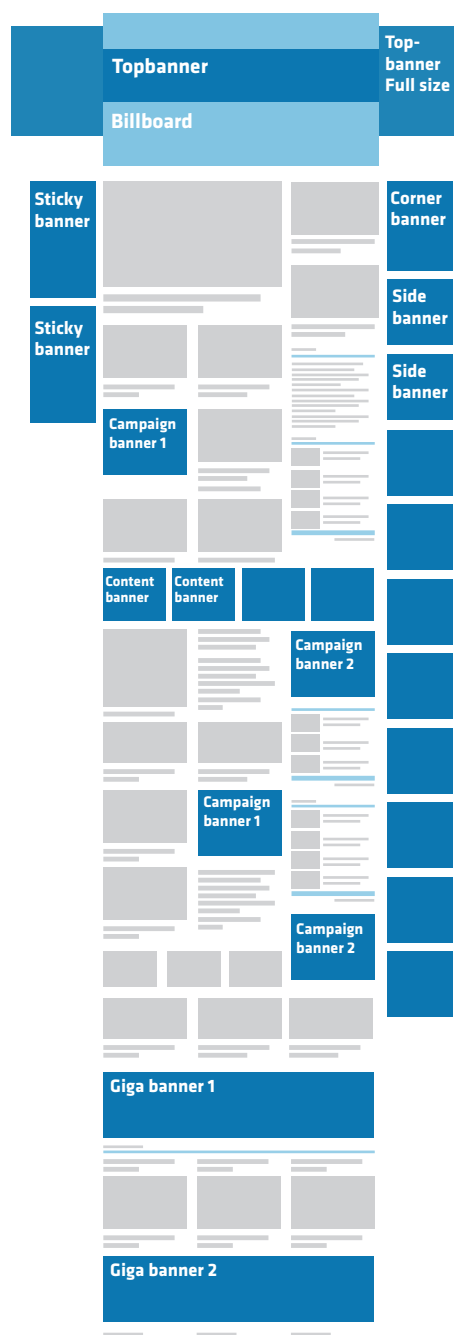 Topbanner
Top-
banner
Full size
Billboard
Sticky
banner
Corner
banner
Side
banner
Sticky
banner
Side
banner
Campaign
banner 1
Content
banner
Content
banner
Campaign
banner 2
Campaign
banner 1
Campaign
banner 2
Giga banner 1
Giga banner 2